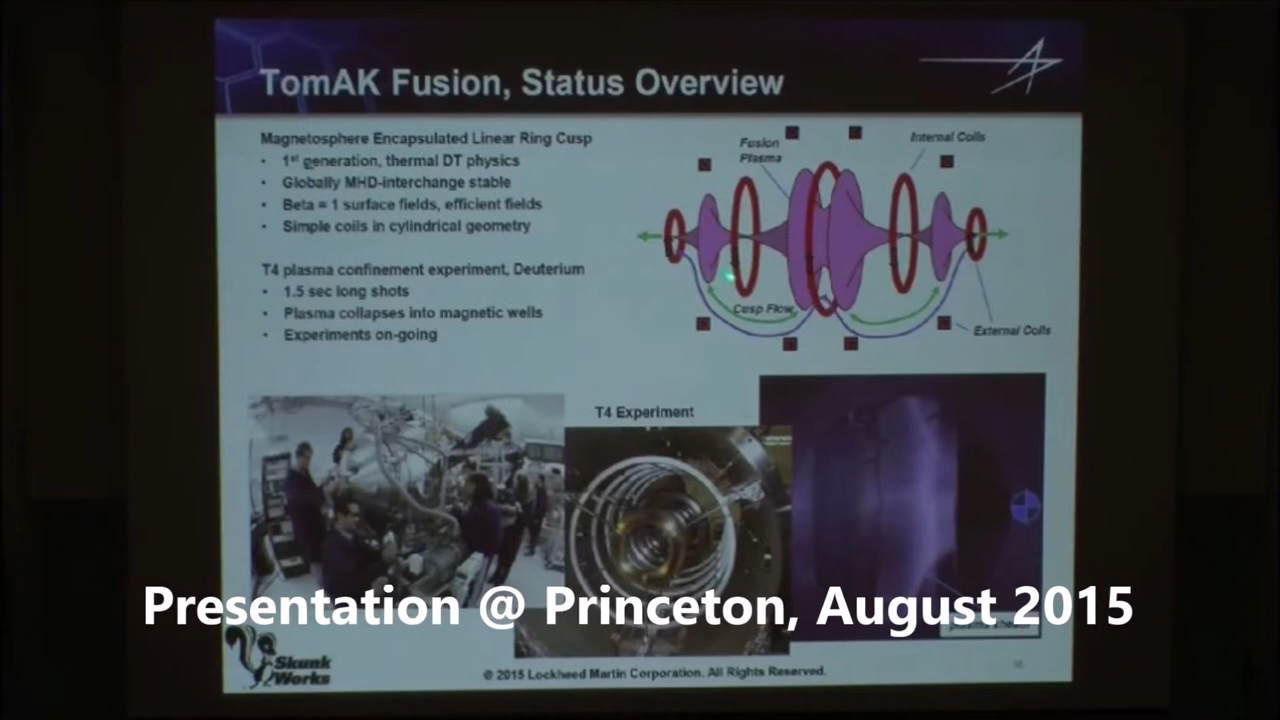 TomAK Fusion, Status Overview
Magnetosphere Encapsulated Linear Ring Cusp
• 1st generation, thermal DT physics
• Globally MHD-interchange stable
• Beta = 1 surface fields, efficient fields
• Simple coils in cylindrical geometry
T4 plasma confinement experiment, Deuterium
• 1.5 sec long shots
• Plasma collapses into magnetic wells
• Experiments on-going
Fusion
Plasma
Internal Coils
Cusp Flow
External Coils
T4 Experiment
Presentation @ Princeton, August 2015
Skunk
Works
© 2015 Lockheed Martin Corporation. All Rights Reserved.